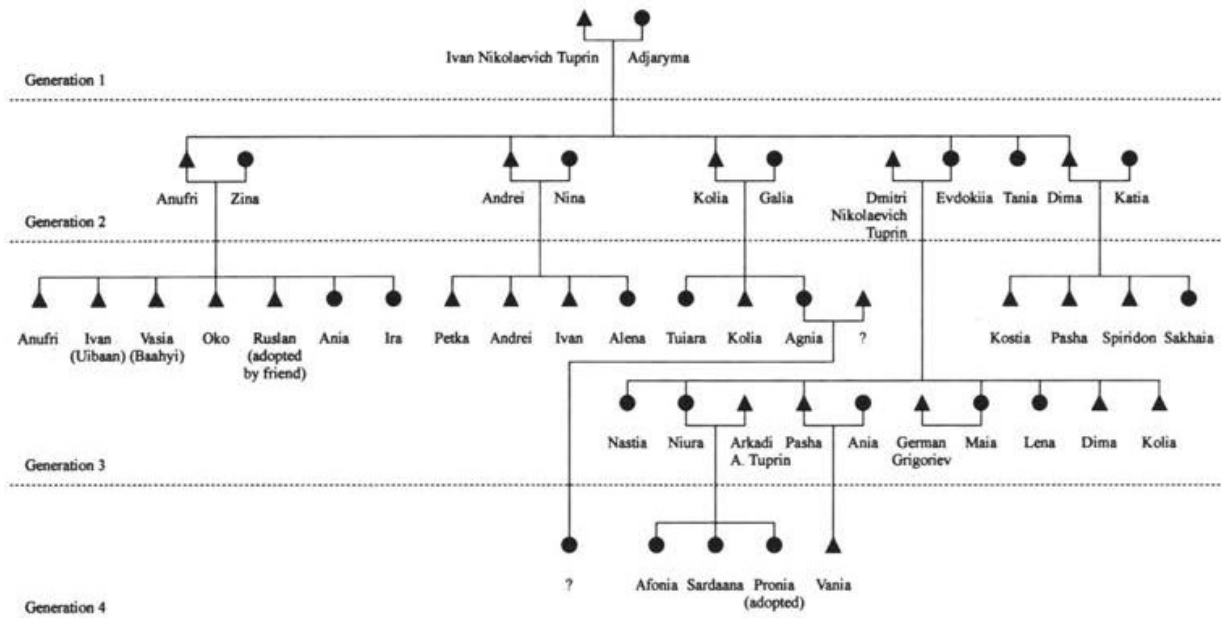 Ivan Nikolaevich Tuprin Adjaryma
Generation 1
Anufri Zina Andrei Nina Kolia Galia Dmitri Nikolaevich Tuprin Evdokiia Tania Dima Katia
Generation 2
Anufri Ivan (Uibaan) Vasia (Baahyi) Oko Ruslan (adopted by friend) Ania Ira Petka Andrei Ivan Alena Tuiara Kolia Agnia ? Kostia Pasha Spiridon Sakhaia
Nastia Niura Arkadi A. Tuprin Pasha Ania German Grigoriev Maia Lena Dima Kolia
Generation 3
? Afonia Sardaana Pronia (adopted) Vania
Generation 4